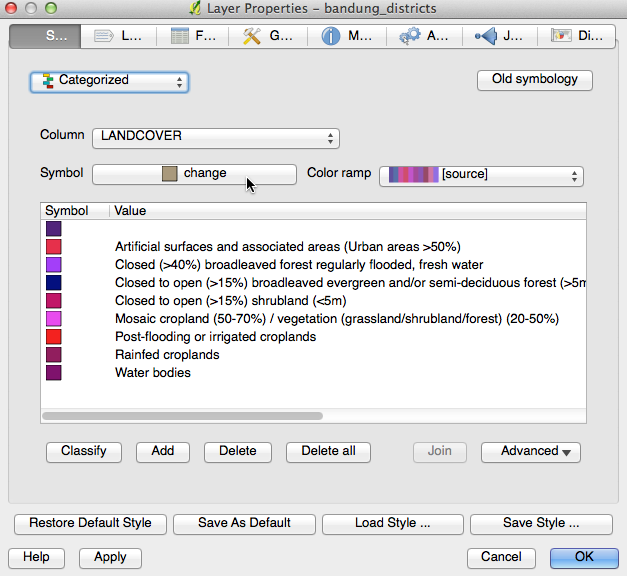 Layer Properties – bandung_districts
S... L... F... G... M... A... J... Di...
Categorized Old symbology
Column LANDCOVER
Symbol change Color ramp [source]
Symbol Value
Artificial surfaces and associated areas (Urban areas >50%)
Closed (>40%) broadleaved forest regularly flooded, fresh water
Closed to open (>15%) broadleaved evergreen and/or semi-deciduous forest (>5m
Closed to open (>15%) shrubland (<5m)
Mosaic cropland (50-70%) / vegetation (grassland/shrubland/forest) (20-50%)
Post-flooding or irrigated croplands
Rainfed croplands
Water bodies
Classify Add Delete Delete all Join Advanced
Restore Default Style Save As Default Load Style ... Save Style ...
Help Apply Cancel OK